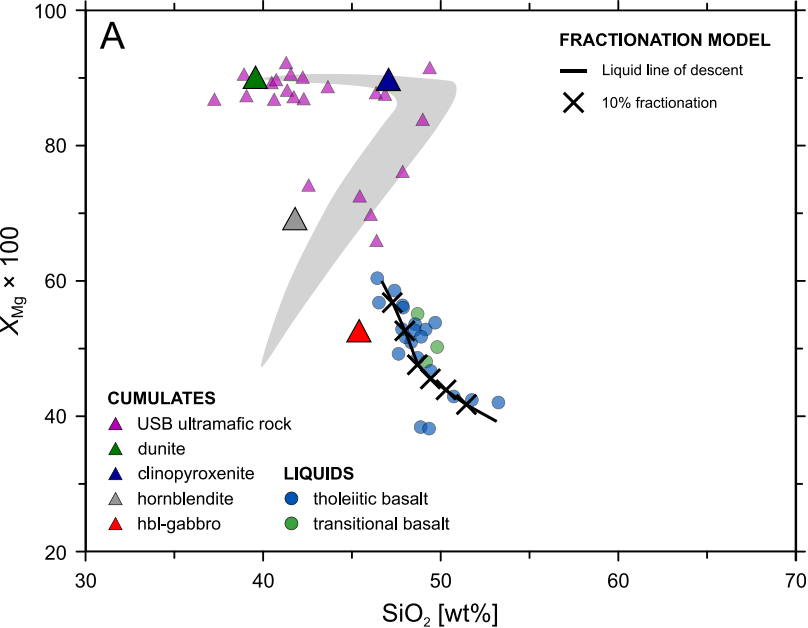 A
FRACTIONATION MODEL
Liquid line of descent
10% fractionation
100
80
60
40
20
X_Mg × 100
CUMULATES
USB ultramafic rock
dunite
clinopyroxenite
hornblendite
hbl-gabbro
LIQUIDS
tholeiitic basalt
transitional basalt
30 40 50 60 70
SiO₂ [wt%]